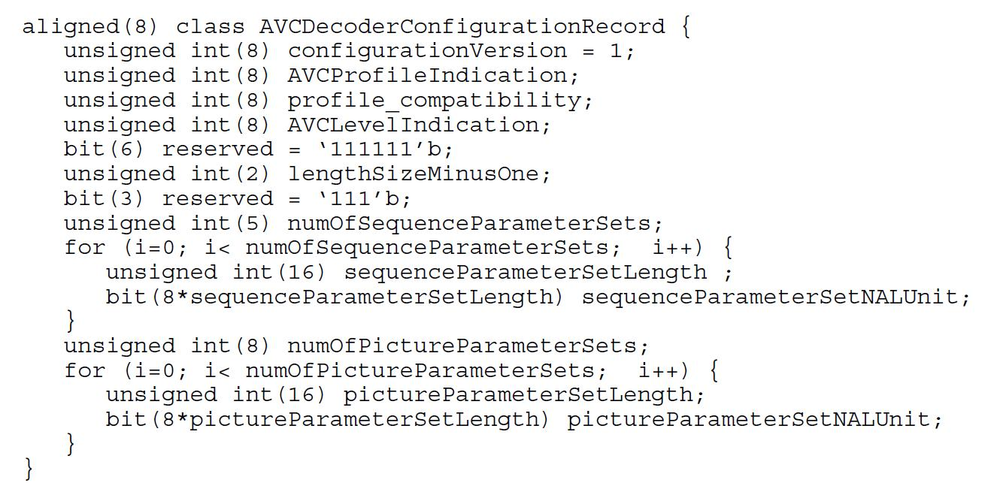 aligned(8) class AVCDecoderConfigurationRecord {
unsigned int(8) configurationVersion = 1;
unsigned int(8) AVCProfileIndication;
unsigned int(8) profile_compatibility;
unsigned int(8) AVCLevelIndication;
bit(6) reserved = ‘111111’b;
unsigned int(2) lengthSizeMinusOne;
bit(3) reserved = ‘111’b;
unsigned int(5) numOfSequenceParameterSets;
for (i=0; i< numOfSequenceParameterSets;  i++) {
unsigned int(16) sequenceParameterSetLength ;
bit(8*sequenceParameterSetLength) sequenceParameterSetNALUnit;
}
unsigned int(8) numOfPictureParameterSets;
for (i=0; i< numOfPictureParameterSets;  i++) {
unsigned int(16) pictureParameterSetLength;
bit(8*pictureParameterSetLength) pictureParameterSetNALUnit;
}
}